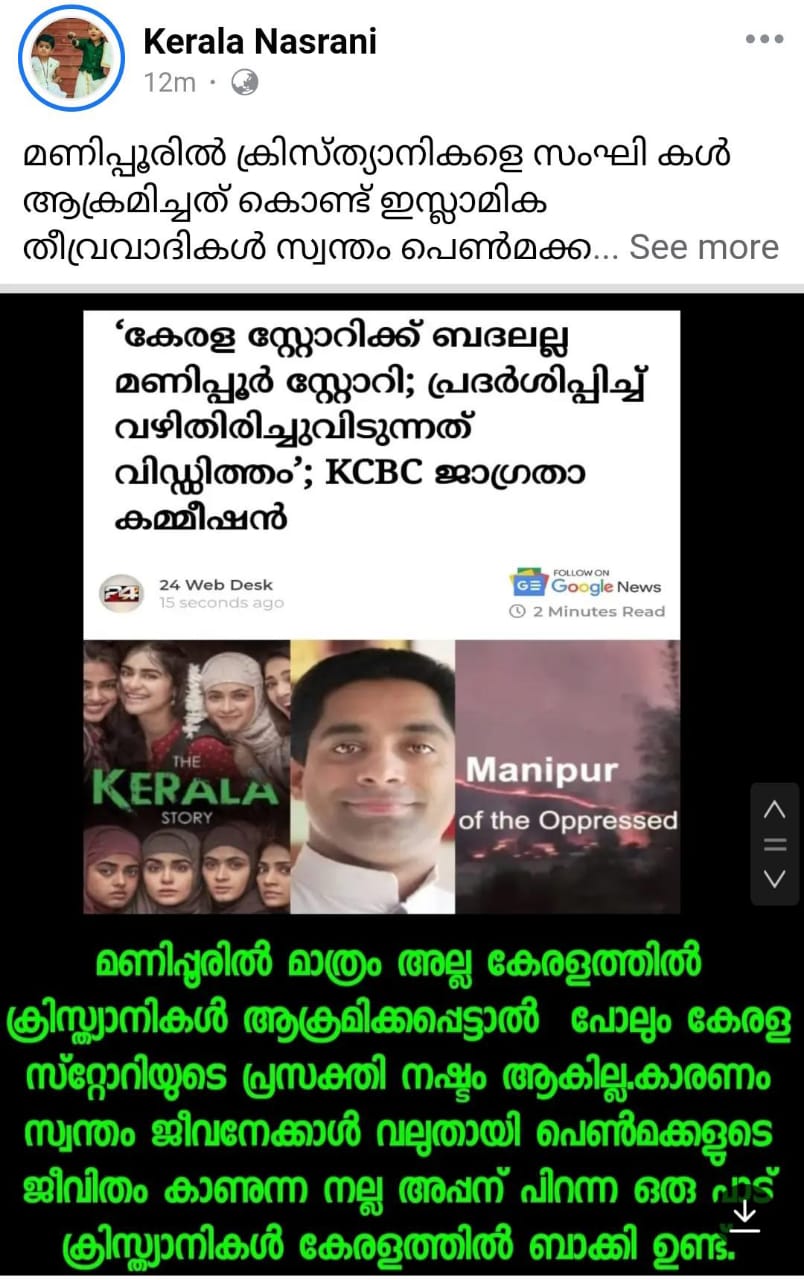 Kerala Nasrani
12m
മണിപ്പൂരിൽ ക്രിസ്ത്യാനികളെ സംഘി കൾ
ആക്രമിച്ചത് കൊണ്ട് ഇസ്ലാമിക
തീവ്രവാദികൾ സ്വന്തം പെൺമക്ക... See more
‘കേരള സ്റ്റോറിക്ക് ബദലല്ല
മണിപ്പൂർ സ്റ്റോറി; പ്രദർശിപ്പിച്ച്
വഴിതിരിച്ചുവിടുന്നത്
വിഡ്ഡിത്തം’; KCBC ജാഗ്രതാ
കമ്മീഷൻ
24
24 Web Desk
15 seconds ago
FOLLOW ON
Google News
2 Minutes Read
THE
KERALA
STORY
Manipur
of the Oppressed
മണിപ്പൂരിൽ മാത്രം അല്ല കേരളത്തിൽ
ക്രിസ്ത്യാനികൾ ആക്രമിക്കപ്പെട്ടാൽ പോലും കേരള
സ്റ്റോറിയുടെ പ്രസക്തി നഷ്ടം ആകില്ല.കാരണം
സ്വന്തം ജീവനേക്കാൾ വലുതായി പെൺമക്കളുടെ
ജീവിതം കാണുന്ന നല്ല അപ്പന് പിറന്ന ഒരു പാട്
ക്രിസ്ത്യാനികൾ കേരളത്തിൽ ബാക്കി ഉണ്ട്.